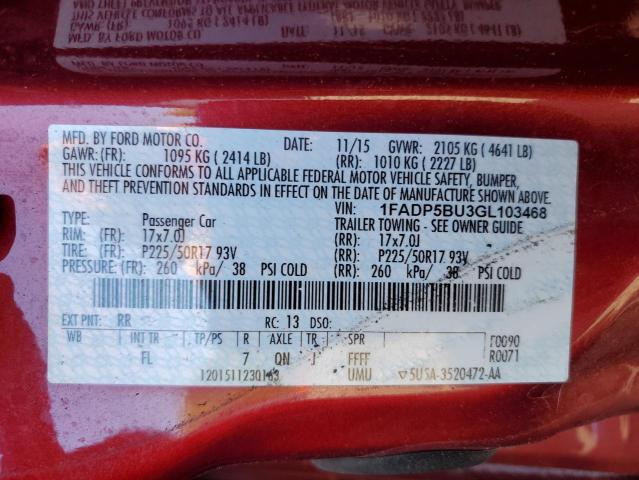 MFD. BY FORD MOTOR CO. DATE: 11/15 GVWR: 2105 KG ( 4641 LB)
GAWR: (FR): 1095 KG ( 2414 LB) (RR): 1010 KG ( 2227 LB)
THIS VEHICLE CONFORMS TO ALL APPLICABLE FEDERAL MOTOR VEHICLE SAFETY, BUMPER,
AND THEFT PREVENTION STANDARDS IN EFFECT ON THE DATE OF MANUFACTURE SHOWN ABOVE.
VIN: 1FADP5BU3GL103468
TYPE: Passenger Car TRAILER TOWING - SEE OWNER GUIDE
RIM: (FR): 17x7.0J (RR): 17x7.0J
TIRE: (FR): P225/50R17 93V (RR): P225/50R17 93V
PRESSURE: (FR): 260 kPa/ 38 PSI COLD (RR): 260 kPa/ 38 PSI COLD
EXT PNT: RR RC: 13 DSO:
WB INT TR TP/PS R AXLE TR SPR F0090
FL 7 QN J FFFF R0071
12015112301 3 UMU ▽5USA-3520472-AA